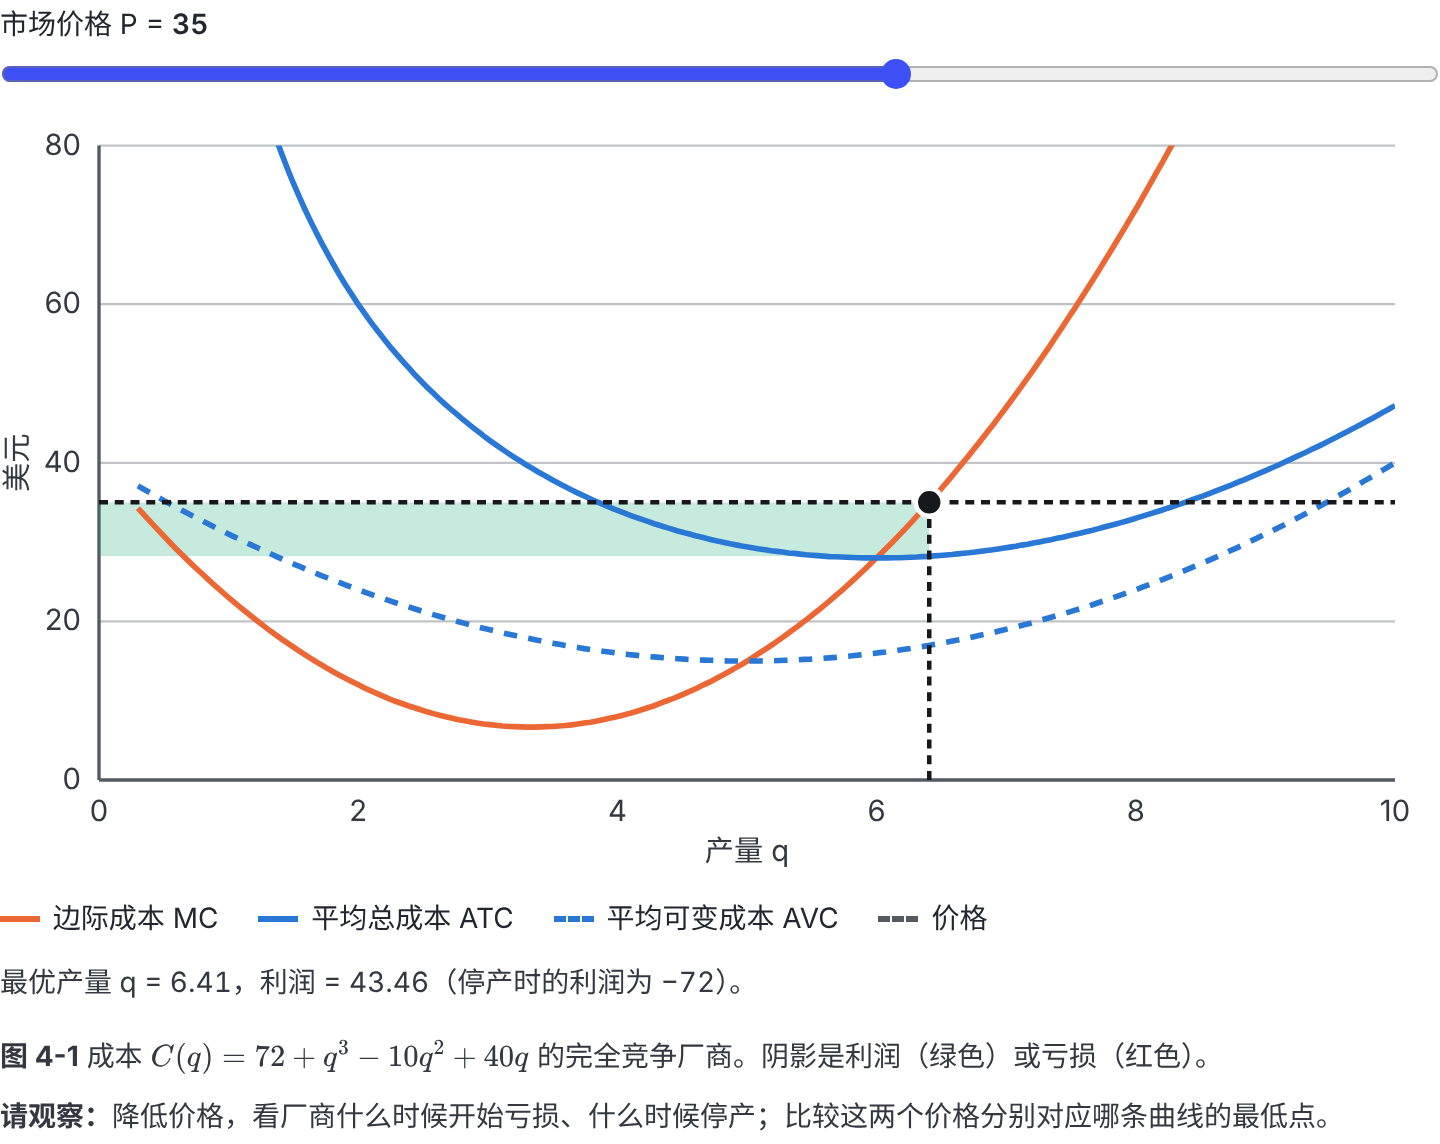 市场价格 P = 35
80
60
40
20
0
美元
0 2 4 6 8 10
产量 q
边际成本 MC 平均总成本 ATC 平均可变成本 AVC 价格
最优产量 q = 6.41，利润 = 43.46（停产时的利润为 −72）。
图 4-1 成本 C(q) = 72 + q³ − 10q² + 40q 的完全竞争厂商。阴影是利润（绿色）或亏损（红色）。
请观察：降低价格，看厂商什么时候开始亏损、什么时候停产；比较这两个价格分别对应哪条曲线的最低点。